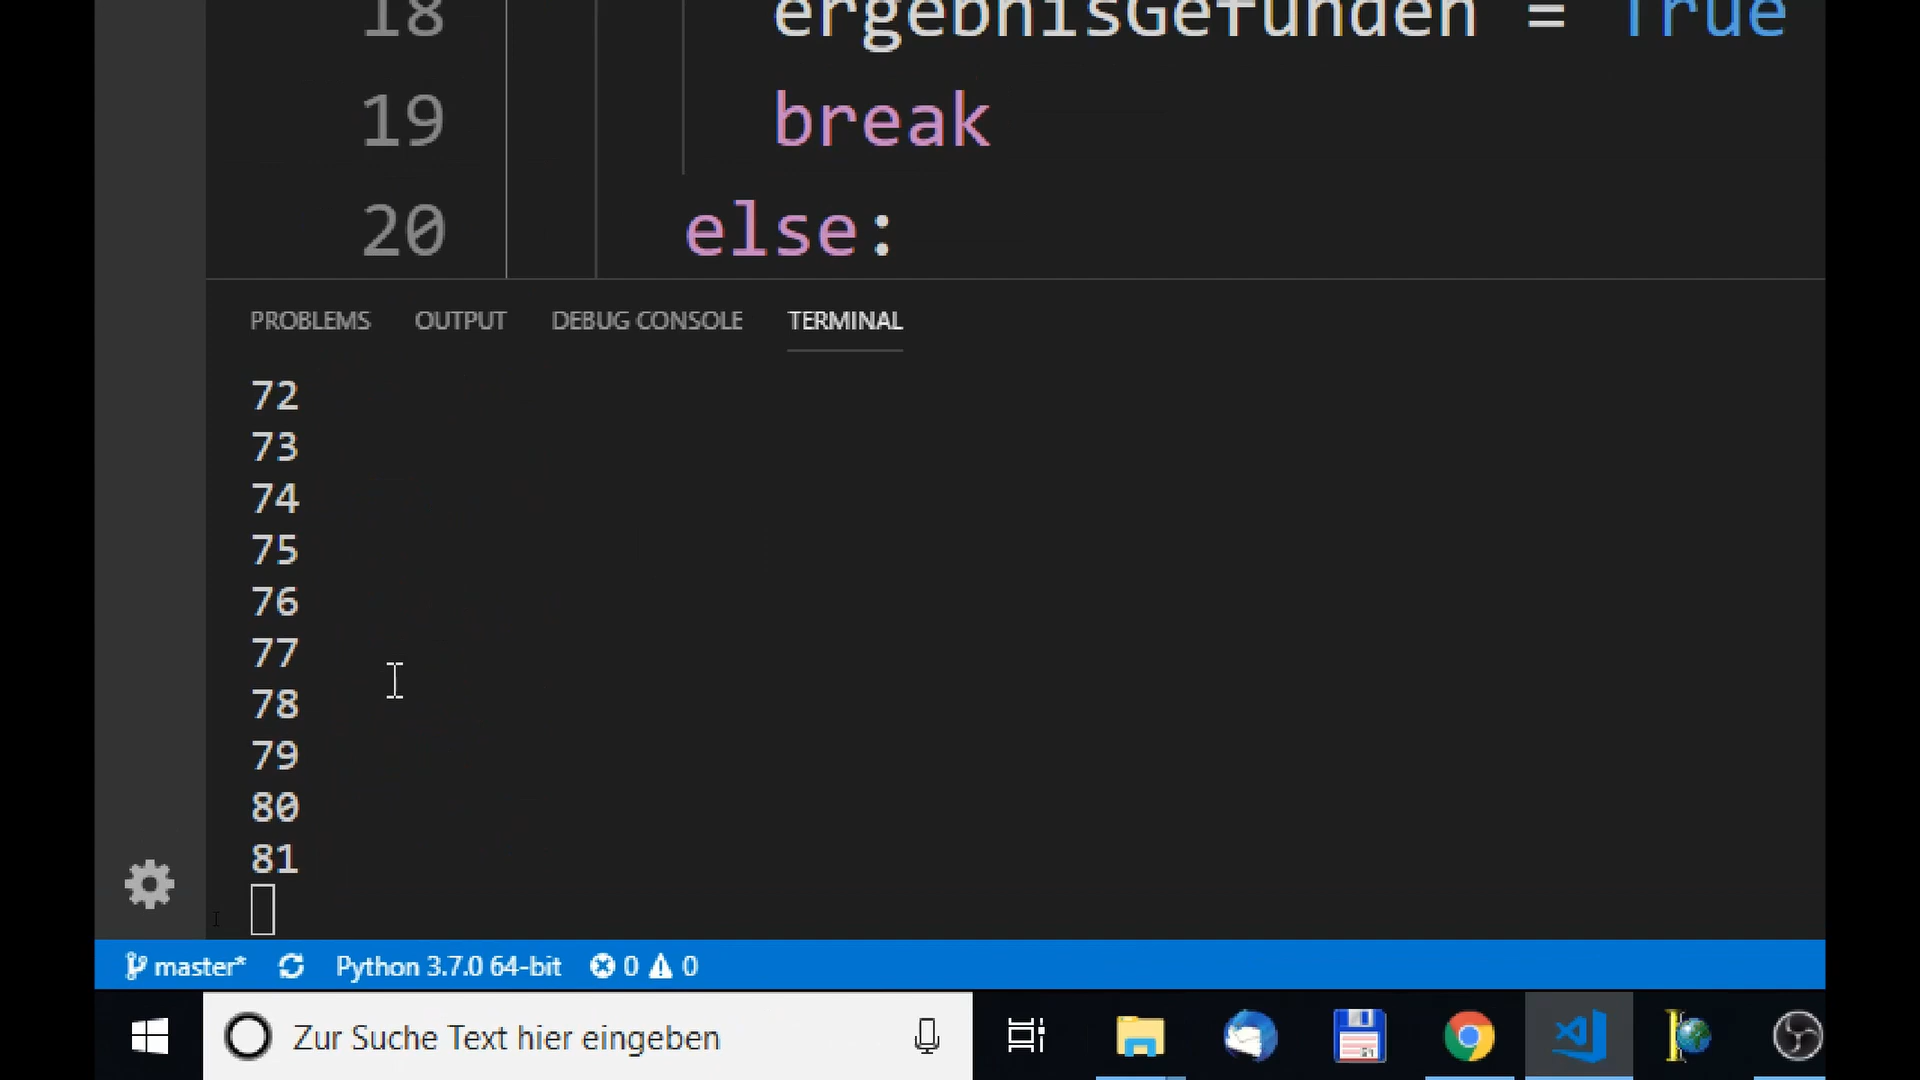 18 ergebnisGefunden = True
19 break
20 else:
PROBLEMS OUTPUT DEBUG CONSOLE TERMINAL
72
73
74
75
76
77
78
79
80
81
master* Python 3.7.0 64-bit 0 0
Zur Suche Text hier eingeben